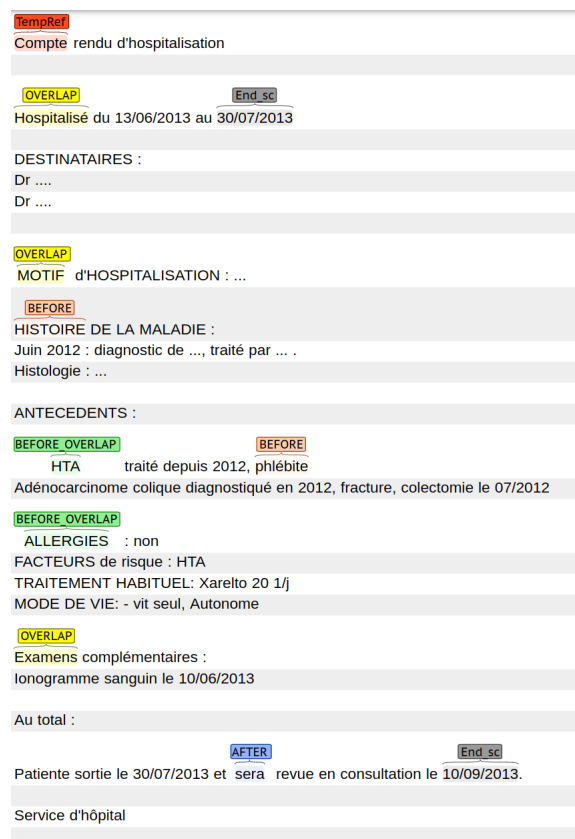 TempRef
Compte rendu d'hospitalisation
OVERLAP End_sc
Hospitalisé du 13/06/2013 au 30/07/2013
DESTINATAIRES :
Dr ....
Dr ....
OVERLAP
MOTIF d'HOSPITALISATION : ...
BEFORE
HISTOIRE DE LA MALADIE :
Juin 2012 : diagnostic de ..., traité par ... .
Histologie : ...
ANTECEDENTS :
BEFORE_OVERLAP BEFORE
HTA traité depuis 2012, phlébite
Adénocarcinome colique diagnostiqué en 2012, fracture, colectomie le 07/2012
BEFORE_OVERLAP
ALLERGIES : non
FACTEURS de risque : HTA
TRAITEMENT HABITUEL: Xarelto 20 1/j
MODE DE VIE: - vit seul, Autonome
OVERLAP
Examens complémentaires :
Ionogramme sanguin le 10/06/2013
Au total :
AFTER End_sc
Patiente sortie le 30/07/2013 et sera revue en consultation le 10/09/2013.
Service d'hôpital